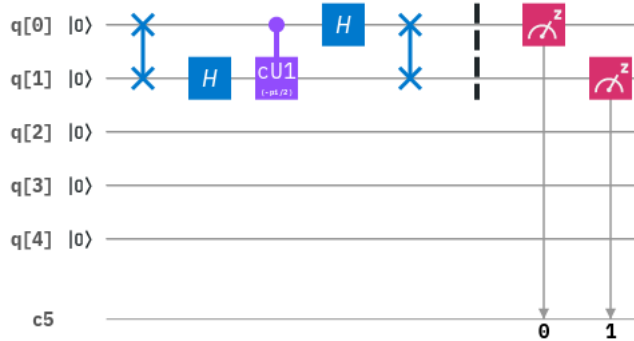 q[0] |0⟩ H z
q[1] |0⟩ H cU1 (-pi/2) z
q[2] |0⟩
q[3] |0⟩
q[4] |0⟩
c5
0 1